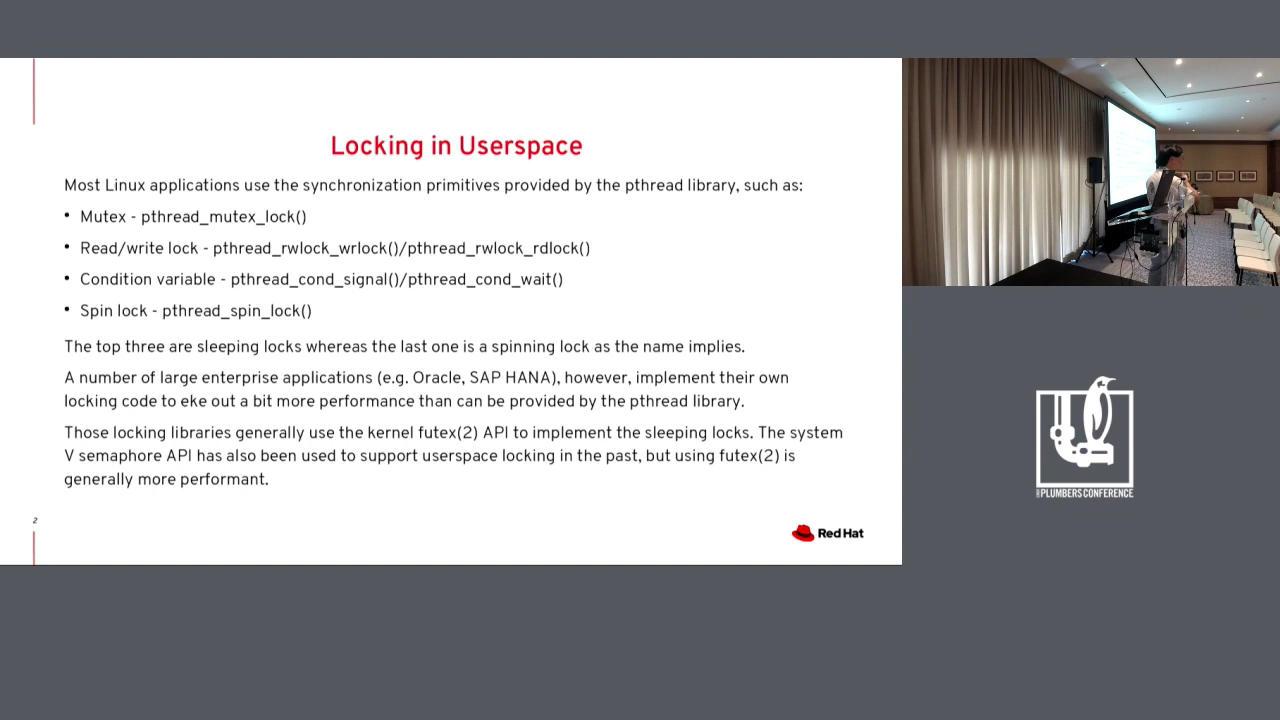 Locking in Userspace
Most Linux applications use the synchronization primitives provided by the pthread library, such as:
• Mutex - pthread_mutex_lock()
• Read/write lock - pthread_rwlock_wrlock()/pthread_rwlock_rdlock()
• Condition variable - pthread_cond_signal()/pthread_cond_wait()
• Spin lock - pthread_spin_lock()
The top three are sleeping locks whereas the last one is a spinning lock as the name implies.
A number of large enterprise applications (e.g. Oracle, SAP HANA), however, implement their own
locking code to eke out a bit more performance than can be provided by the pthread library.
Those locking libraries generally use the kernel futex(2) API to implement the sleeping locks. The system
V semaphore API has also been used to support userspace locking in the past, but using futex(2) is
generally more performant.
2
Red Hat
PLUMBERS CONFERENCE